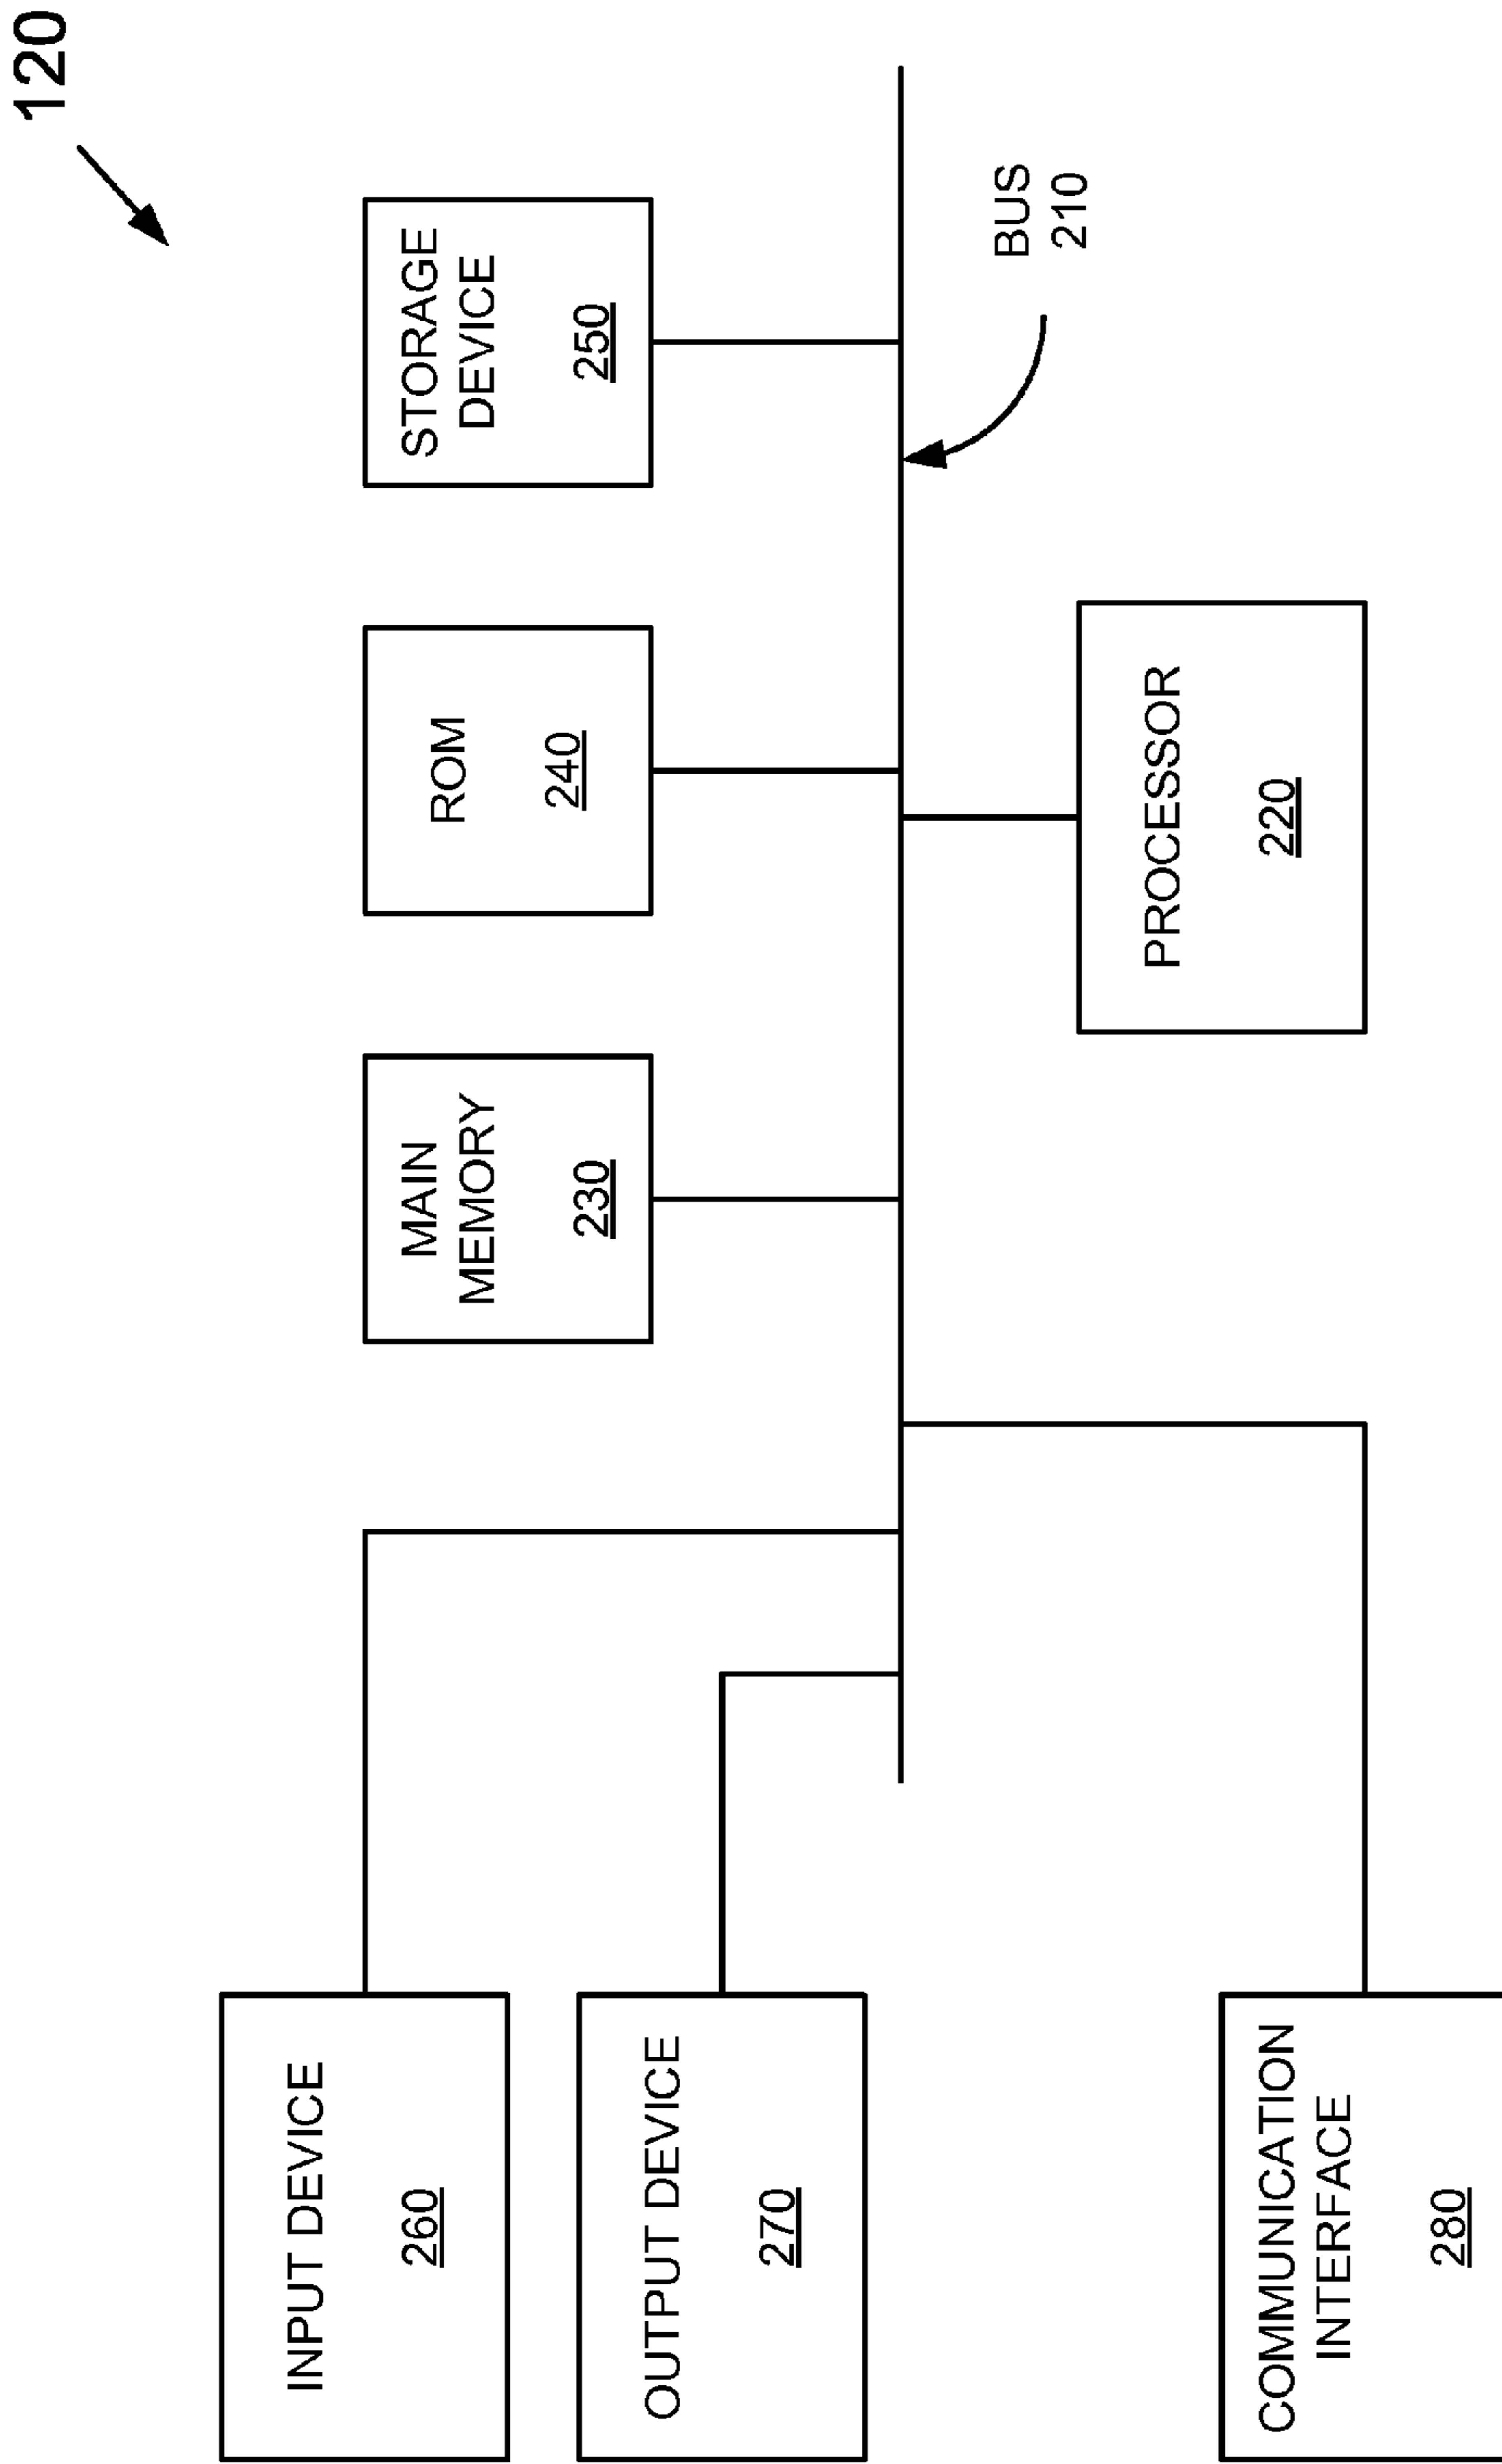 120
STORAGE
DEVICE
250
ROM
240
MAIN
MEMORY
230
INPUT DEVICE
260
OUTPUT DEVICE
270
BUS
210
PROCESSOR
220
COMMUNICATION
INTERFACE
280